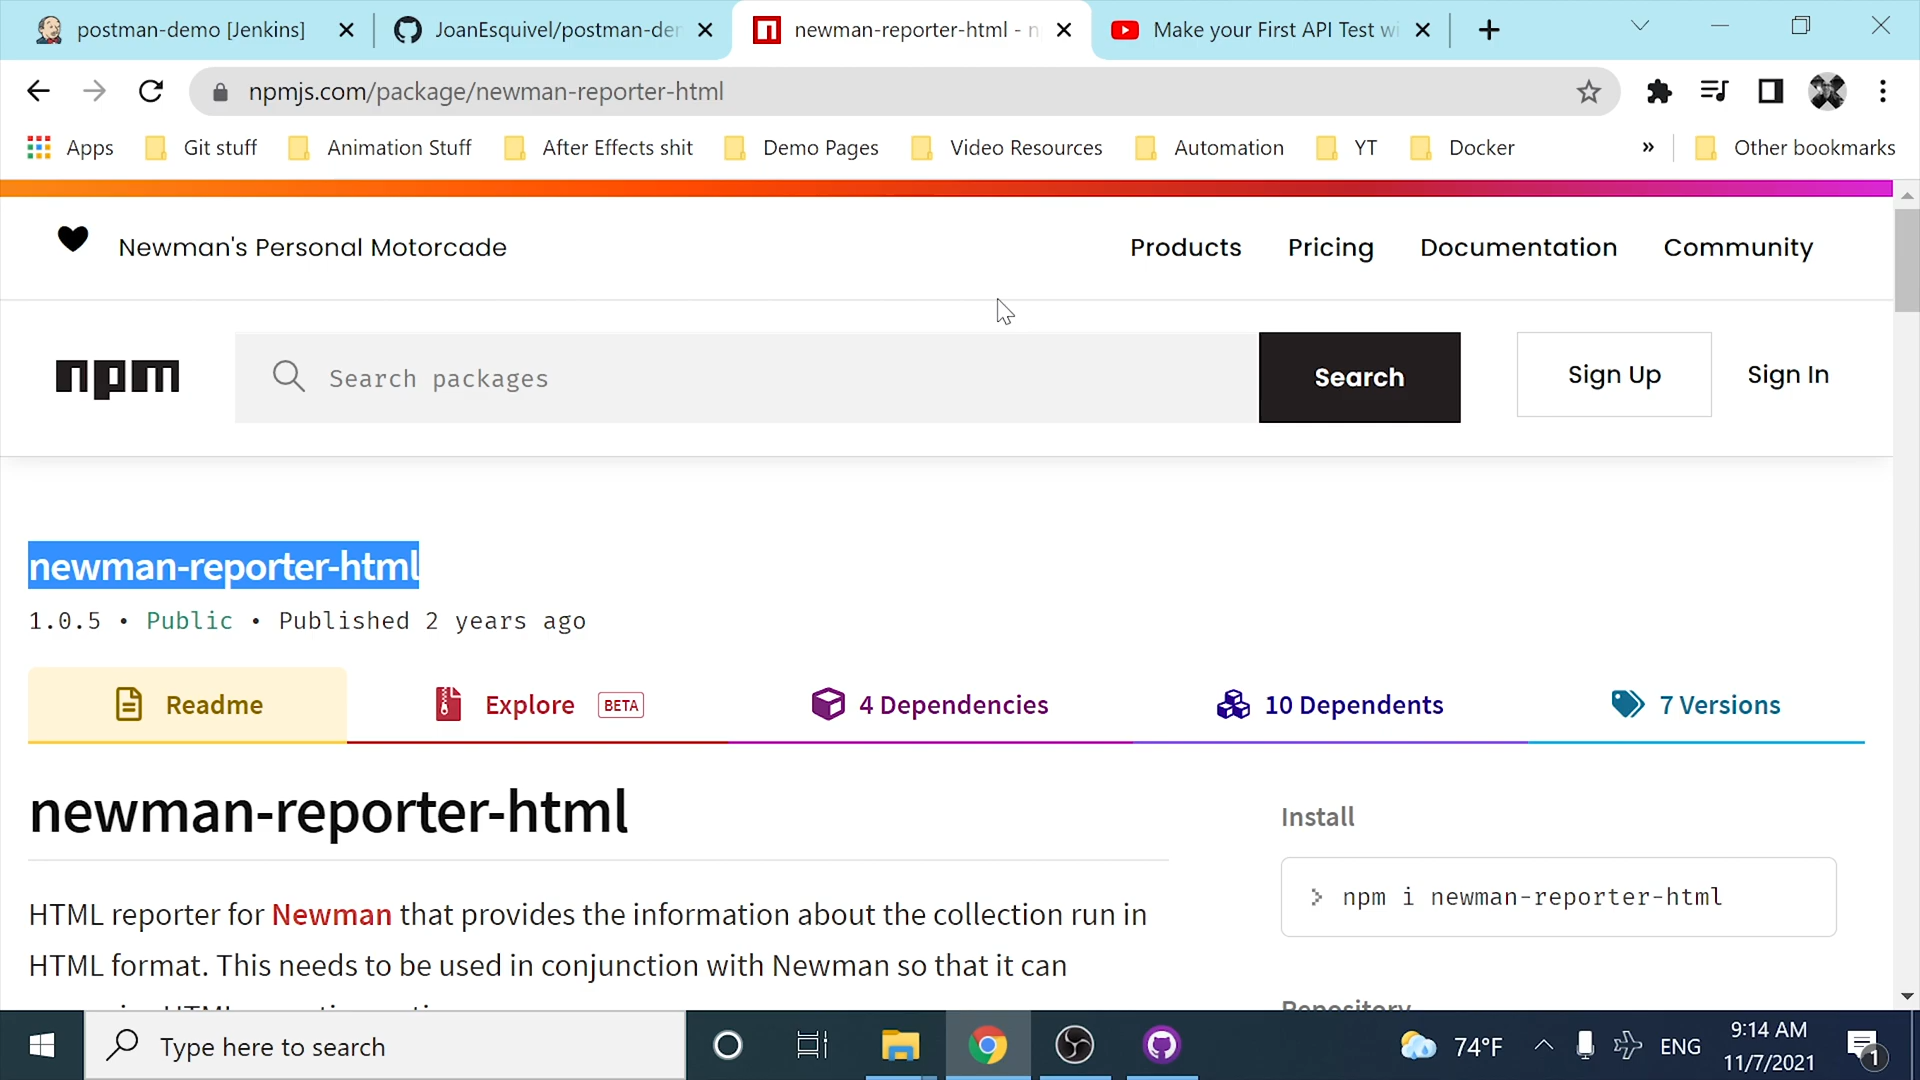 postman-demo [Jenkins]
JoanEsquivel/postman-der
newman-reporter-html - n
Make your First API Test wi
npmjs.com/package/newman-reporter-html
Apps
Git stuff
Animation Stuff
After Effects shit
Demo Pages
Video Resources
Automation
YT
Docker
»
Other bookmarks
Newman's Personal Motorcade
Products
Pricing
Documentation
Community
npm
Search packages
Search
Sign Up
Sign In
newman-reporter-html
1.0.5 • Public • Published 2 years ago
Readme
Explore BETA
4 Dependencies
10 Dependents
7 Versions
newman-reporter-html
Install
> npm i newman-reporter-html
HTML reporter for Newman that provides the information about the collection run in
HTML format. This needs to be used in conjunction with Newman so that it can
Repository
Type here to search
74°F
ENG
9:14 AM
11/7/2021
1